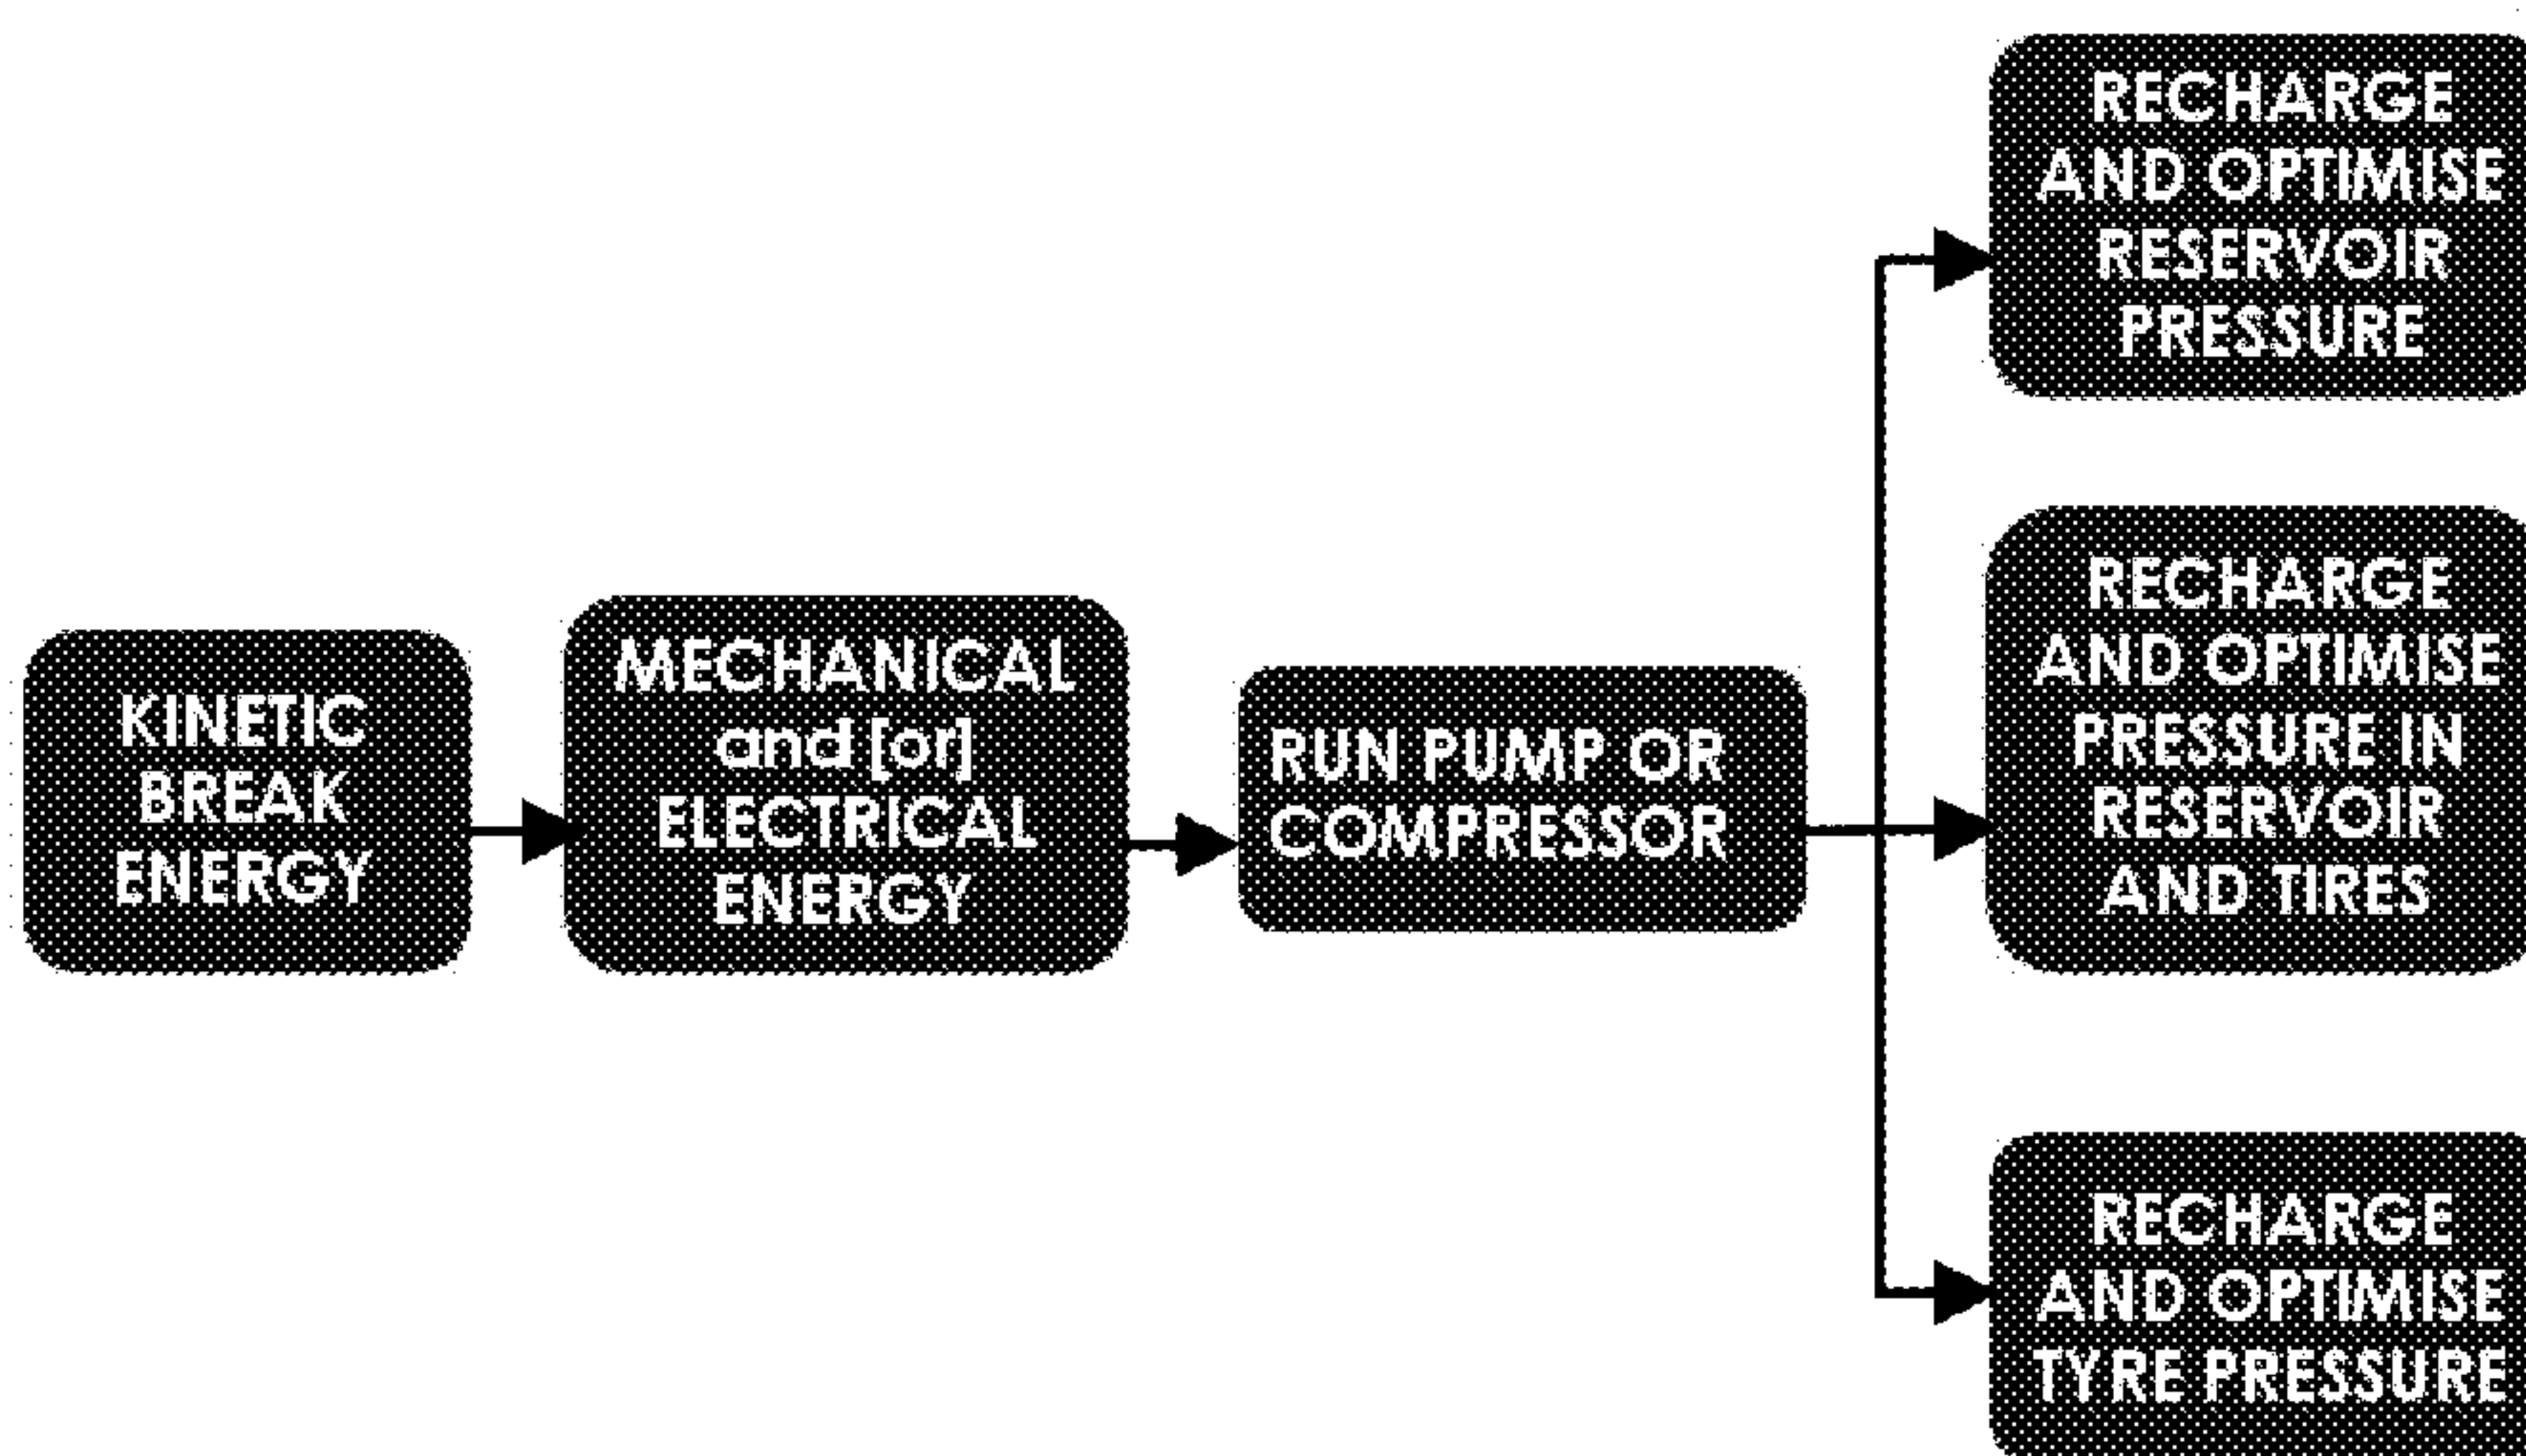 KINETIC
BREAK
ENERGY
MECHANICAL
and [or]
ELECTRICAL
ENERGY
RUN PUMP OR
COMPRESSOR
RECHARGE
AND OPTIMISE
RESERVOIR
PRESSURE
RECHARGE
AND OPTIMISE
PRESSURE IN
RESERVOIR
AND TIRES
RECHARGE
AND OPTIMISE
TYRE PRESSURE